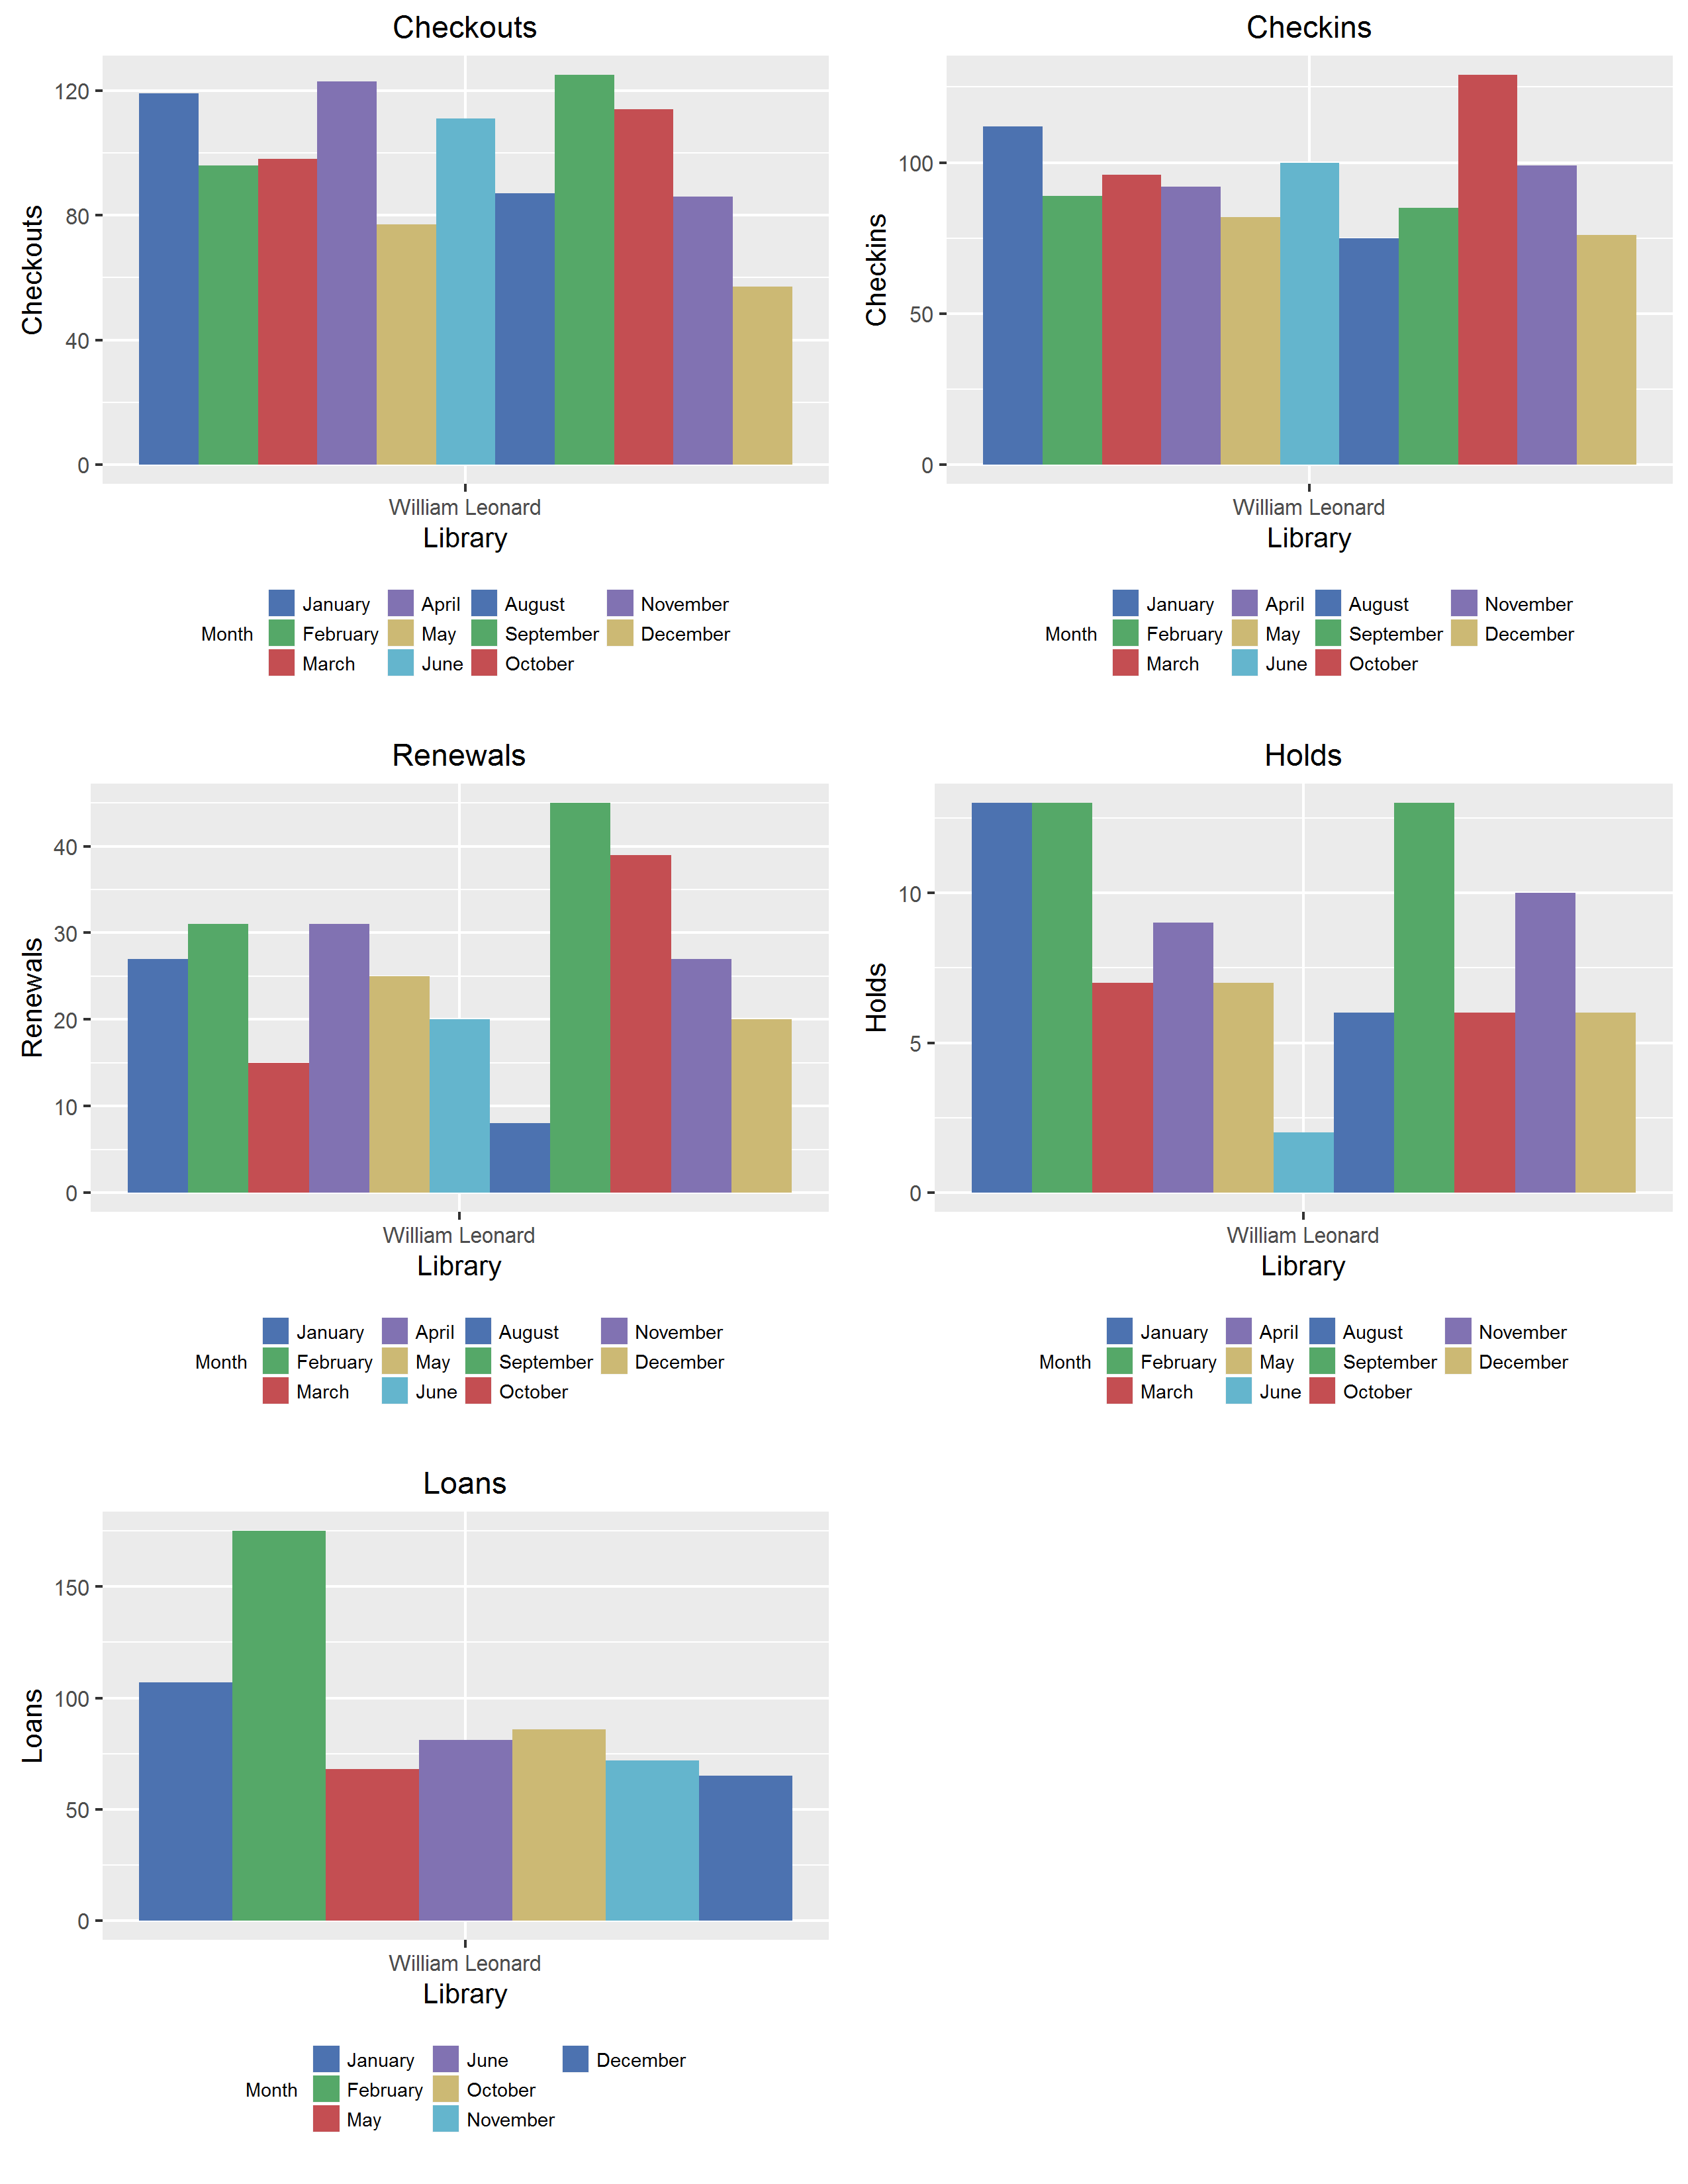 Checkouts
Checkouts
120
80
40
0
William Leonard
Library
Month
January
February
March
April
May
June
August
September
October
November
December
Checkins
Checkins
100
50
0
William Leonard
Library
Month
January
February
March
April
May
June
August
September
October
November
December
Renewals
Renewals
40
30
20
10
0
William Leonard
Library
Month
January
February
March
April
May
June
August
September
October
November
December
Holds
Holds
10
5
0
William Leonard
Library
Month
January
February
March
April
May
June
August
September
October
November
December
Loans
Loans
150
100
50
0
William Leonard
Library
Month
January
February
May
June
October
November
December